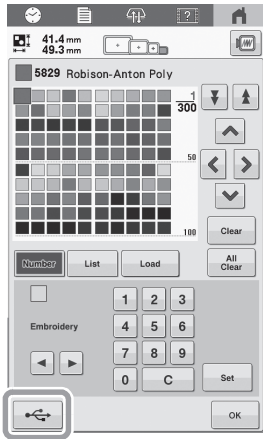 ?
41.4 mm
49.3 mm
5829 Robison-Anton Poly
1
300
50
100
Clear
All
Clear
Number
List
Load
1 2 3
Embroidery
4 5 6
7 8 9
0 C
Set
OK